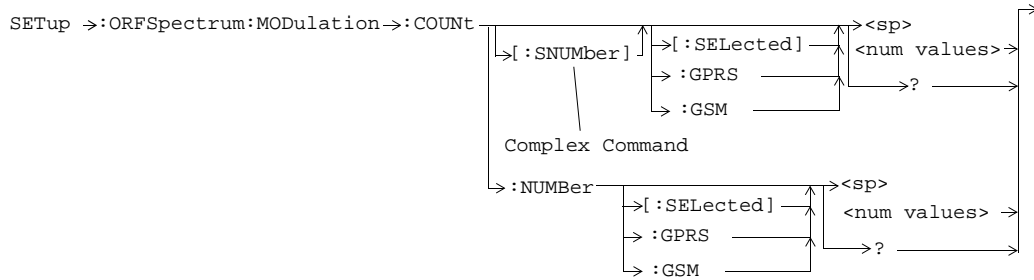 SETup :ORFSpectrum:MODulation :COUNt <sp>
[:SNUMber] [:SELected] <num values>
:GPRS ?
:GSM
Complex Command
:NUMBer <sp>
[:SELected] <num values>
:GPRS ?
:GSM